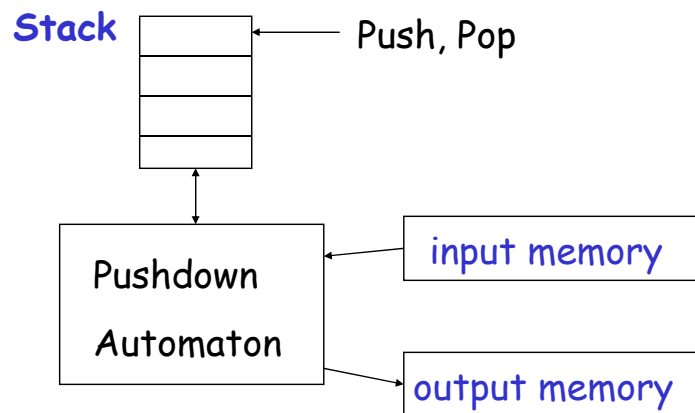 Stack
Push, Pop
Pushdown
Automaton
input memory
output memory